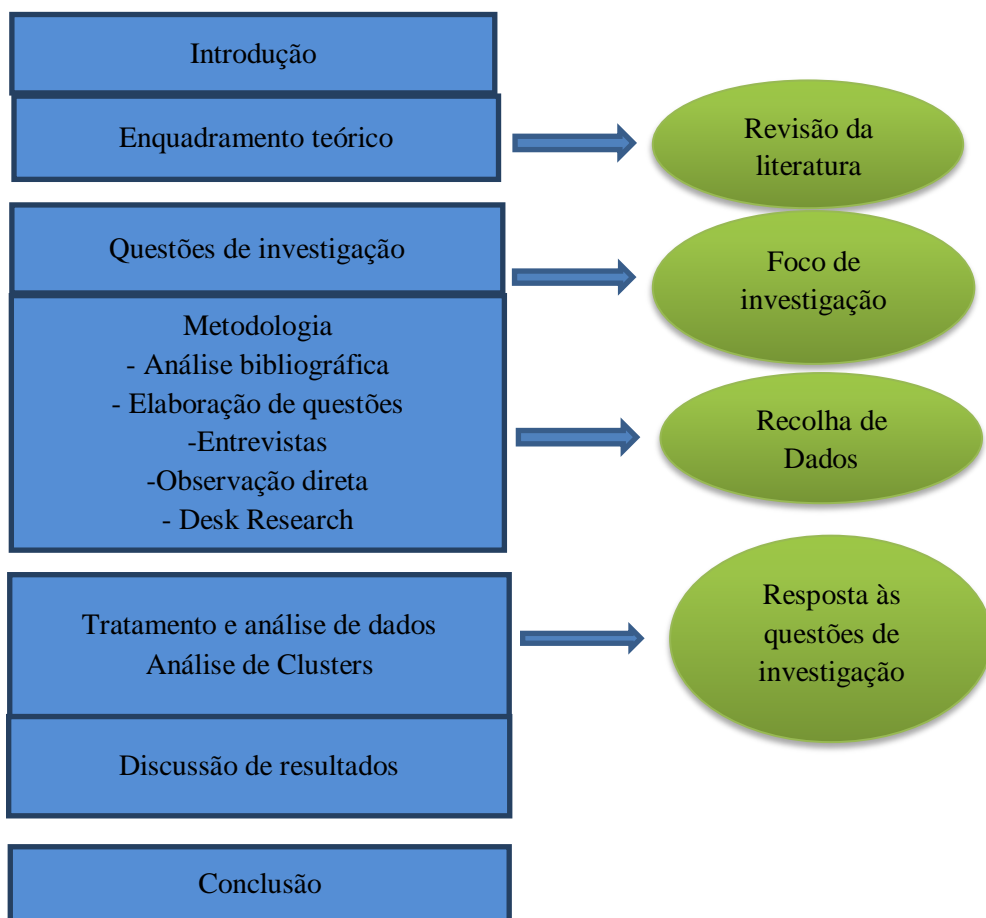 Introdução
Enquadramento teórico
Revisão da
literatura
Questões de investigação
Foco de
investigação
Metodologia
- Análise bibliográfica
- Elaboração de questões
-Entrevistas
-Observação direta
- Desk Research
Recolha de
Dados
Tratamento e análise de dados
Análise de Clusters
Resposta às
questões de
investigação
Discussão de resultados
Conclusão